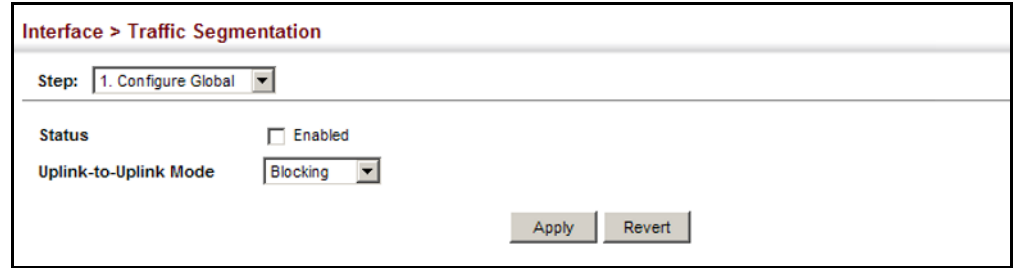 Interface > Traffic Segmentation
Step: 1. Configure Global
Status Enabled
Uplink-to-Uplink Mode Blocking
Apply Revert